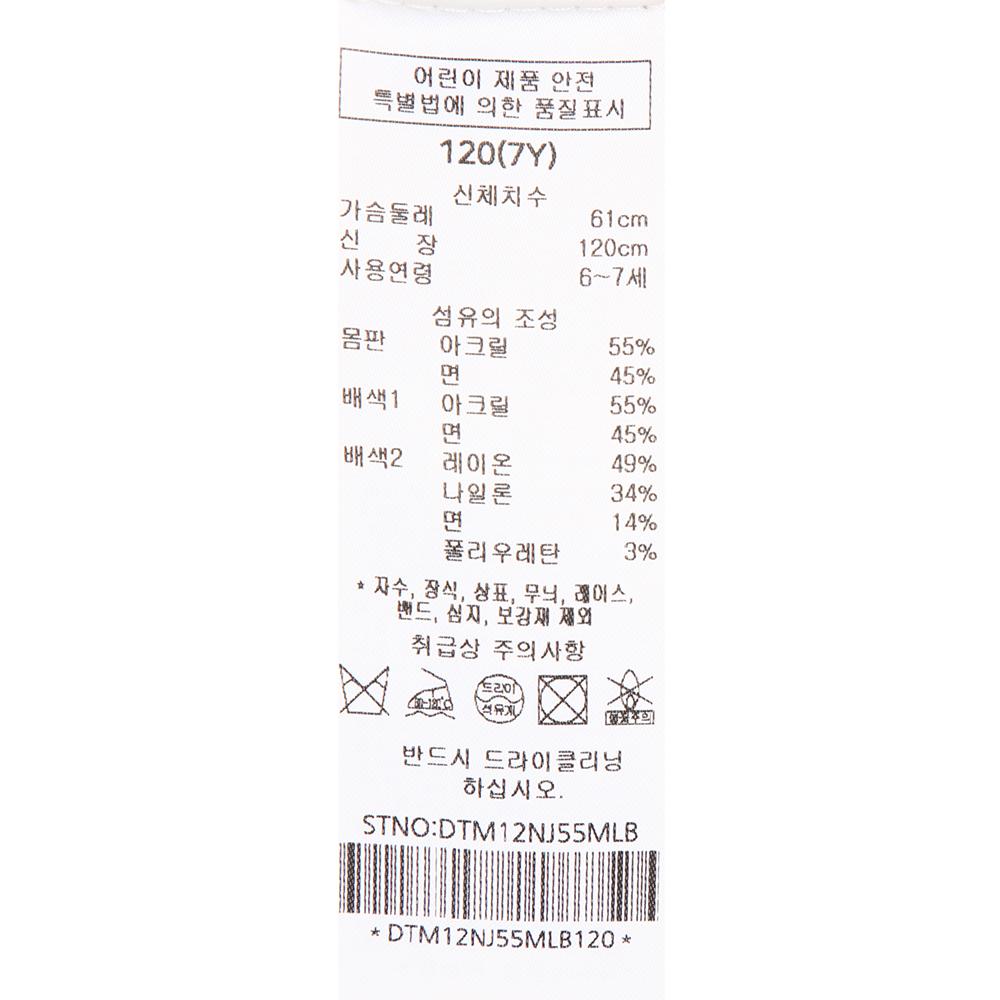 어린이 제품 안전
특별법에 의한 품질표시
120(7Y)
신체치수
가슴둘레 61cm
신 장 120cm
사용연령 6~7세
섬유의 조성
몸판 아크릴 55%
면 45%
배색1 아크릴 55%
면 45%
배색2 레이온 49%
나일론 34%
면 14%
폴리우레탄 3%
* 자수, 장식, 상표, 무늬, 레이스,
밴드, 심지, 보강재 제외
취급상 주의사항
드라이
석유계
반드시 드라이클리닝
하십시오.
STNO:DTM12NJ55MLB
*DTM12NJ55MLB120*